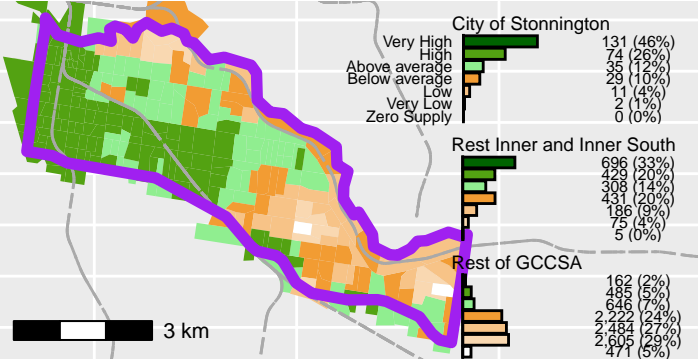 City of Stonnington
Very High 131 (46%)
High 74 (26%)
Above average 35 (12%)
Below average 29 (10%)
Low 11 (4%)
Very Low 2 (1%)
Zero Supply 0 (0%)
Rest Inner and Inner South
696 (33%)
429 (20%)
308 (14%)
431 (20%)
186 (9%)
75 (4%)
5 (0%)
Rest of GCCSA
162 (2%)
485 (5%)
646 (7%)
2,222 (24%)
2,484 (27%)
2,605 (29%)
471 (5%)
3 km